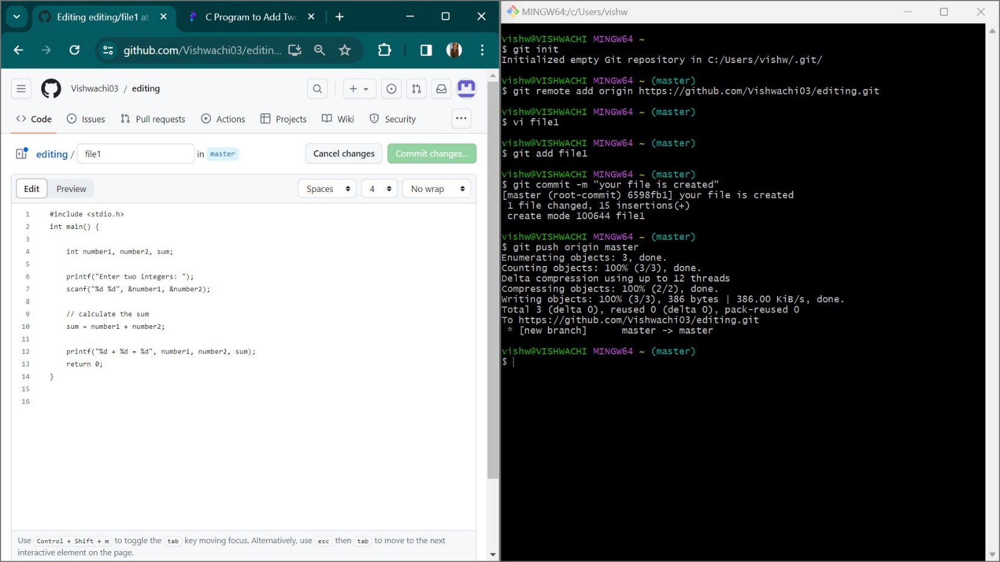 Editing editing/file1 at
C Program to Add Two
github.com/Vishwachi03/editin...
Vishwachi03 / editing
Code Issues Pull requests Actions Projects Wiki Security
editing / file1 in master Cancel changes Commit changes...
Edit Preview Spaces 4 No wrap
1 #include <stdio.h>
2 int main() {
3
4 int number1, number2, sum;
5
6 printf("Enter two integers: ");
7 scanf("%d %d", &number1, &number2);
8
9 // calculate the sum
10 sum = number1 + number2;
11
12 printf("%d + %d = %d", number1, number2, sum);
13 return 0;
14 }
15
16
Use Control + Shift + m to toggle the tab key moving focus. Alternatively, use esc then tab to move to the next
interactive element on the page.
MINGW64:/c/Users/vishw
vishw@VISHWACHI MINGW64 ~
$ git init
Initialized empty Git repository in C:/Users/vishw/.git/
vishw@VISHWACHI MINGW64 ~ (master)
$ git remote add origin https://github.com/Vishwachi03/editing.git
vishw@VISHWACHI MINGW64 ~ (master)
$ vi file1
vishw@VISHWACHI MINGW64 ~ (master)
$ git add file1
vishw@VISHWACHI MINGW64 ~ (master)
$ git commit -m "your file is created"
[master (root-commit) 6598fb1] your file is created
1 file changed, 15 insertions(+)
create mode 100644 file1
vishw@VISHWACHI MINGW64 ~ (master)
$ git push origin master
Enumerating objects: 3, done.
Counting objects: 100% (3/3), done.
Delta compression using up to 12 threads
Compressing objects: 100% (2/2), done.
Writing objects: 100% (3/3), 386 bytes | 386.00 KiB/s, done.
Total 3 (delta 0), reused 0 (delta 0), pack-reused 0
To https://github.com/Vishwachi03/editing.git
* [new branch] master -> master
vishw@VISHWACHI MINGW64 ~ (master)
$